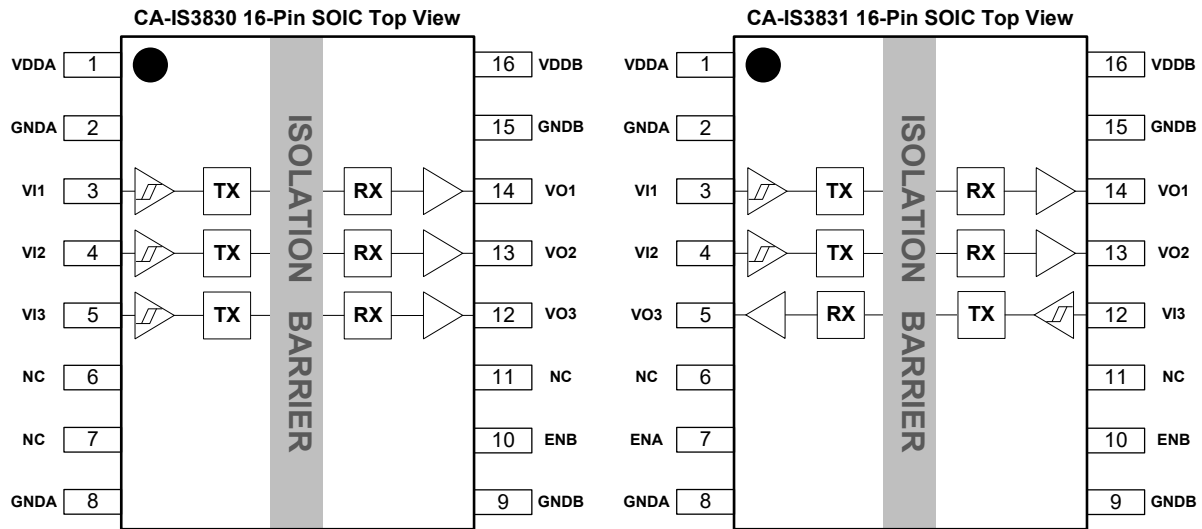 CA-IS3830 16-Pin SOIC Top View
VDDA 1 16 VDDB
GNDA 2 15 GNDB
VI1 3 TX RX 14 VO1
VI2 4 TX RX 13 VO2
VI3 5 TX RX 12 VO3
NC 6 11 NC
NC 7 10 ENB
GNDA 8 9 GNDB
ISOLATION BARRIER
CA-IS3831 16-Pin SOIC Top View
VDDA 1 16 VDDB
GNDA 2 15 GNDB
VI1 3 TX RX 14 VO1
VI2 4 TX RX 13 VO2
VO3 5 RX TX 12 VI3
NC 6 11 NC
ENA 7 10 ENB
GNDA 8 9 GNDB
ISOLATION BARRIER